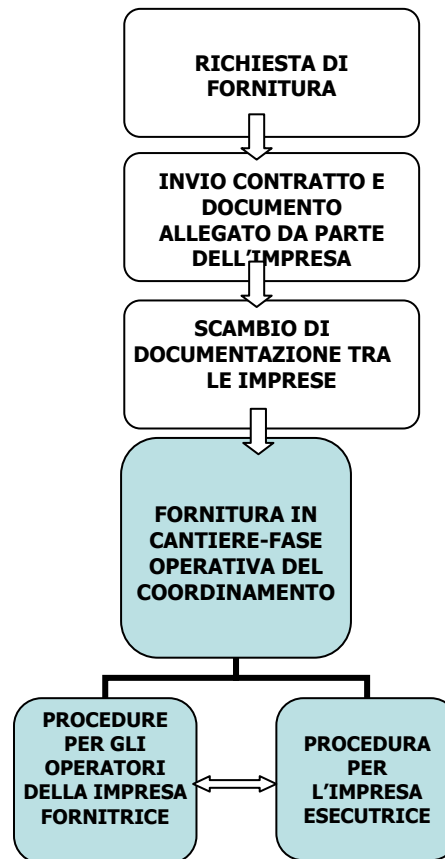 RICHIESTA DI
FORNITURA
INVIO CONTRATTO E
DOCUMENTO
ALLEGATO DA PARTE
DELL'IMPRESA
SCAMBIO DI
DOCUMENTAZIONE TRA
LE IMPRESE
FORNITURA IN
CANTIERE-FASE
OPERATIVA DEL
COORDINAMENTO
PROCEDURE
PER GLI
OPERATORI
DELLA IMPRESA
FORNITRICE
PROCEDURA
PER
L'IMPRESA
ESECUTRICE